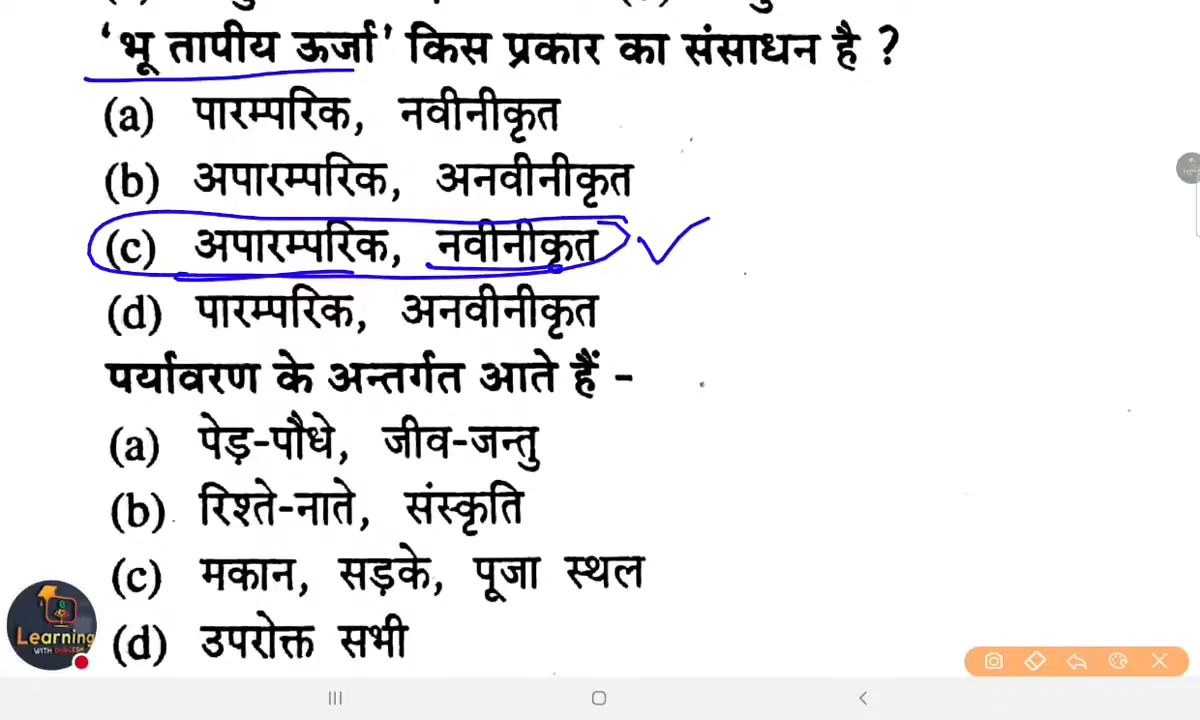 'भू तापीय ऊर्जा' किस प्रकार का संसाधन है ?
(a) पारम्परिक, नवीनीकृत
(b) अपारम्परिक, अनवीनीकृत
(c) अपारम्परिक, नवीनीकृत
(d) पारम्परिक, अनवीनीकृत
पर्यावरण के अन्तर्गत आते हैं -
(a) पेड़-पौधे, जीव-जन्तु
(b) रिश्ते-नाते, संस्कृति
(c) मकान, सड़के, पूजा स्थल
(d) उपरोक्त सभी
Learning